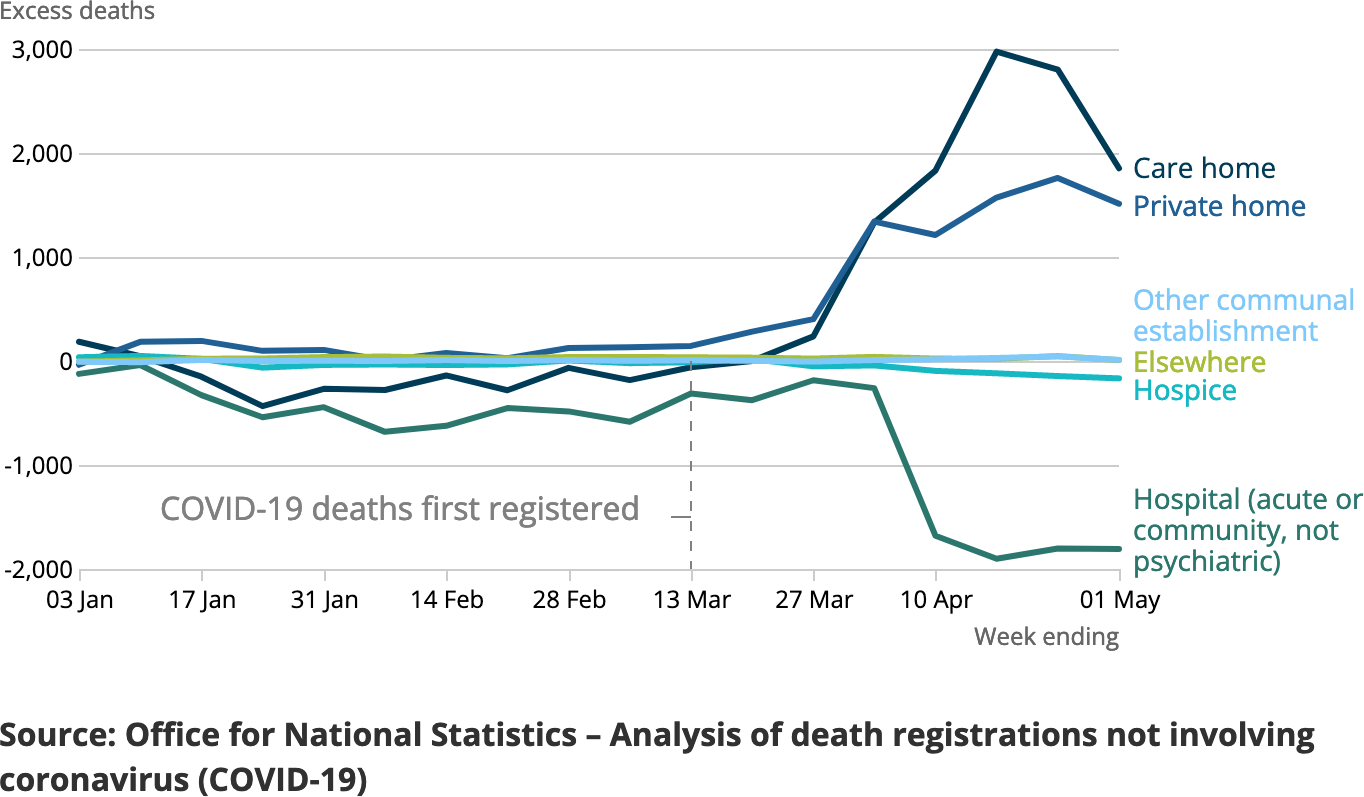 Excess deaths
3,000
2,000
1,000
0
-1,000
-2,000
Care home
Private home
Other communal
establishment
Elsewhere
Hospice
Hospital (acute or
community, not
psychiatric)
COVID-19 deaths first registered
03 Jan 17 Jan 31 Jan 14 Feb 28 Feb 13 Mar 27 Mar 10 Apr 01 May
Week ending
Source: Office for National Statistics – Analysis of death registrations not involving
coronavirus (COVID-19)